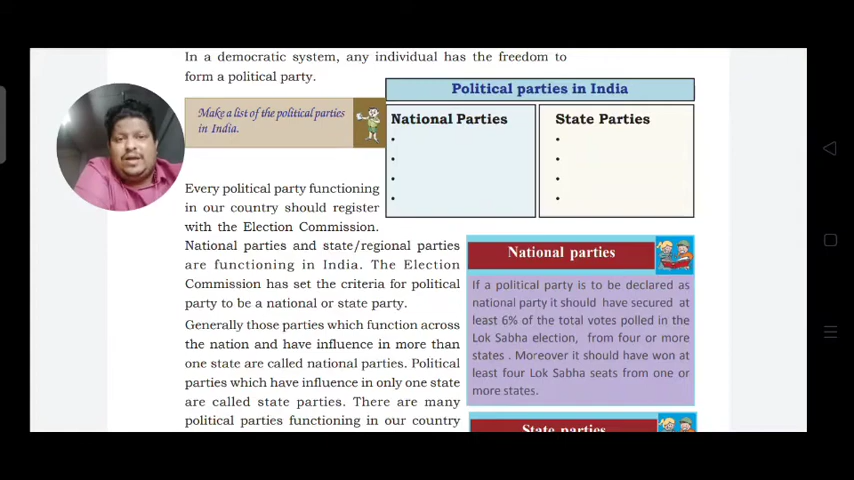 In a democratic system, any individual has the freedom to
form a political party.
Make a list of the political parties
in India.
Political parties in India
National Parties
•
•
•
•
State Parties
•
•
•
•
Every political party functioning
in our country should register
with the Election Commission.
National parties and state/regional parties
are functioning in India. The Election
Commission has set the criteria for political
party to be a national or state party.
Generally those parties which function across
the nation and have influence in more than
one state are called national parties. Political
parties which have influence in only one state
are called state parties. There are many
political parties functioning in our country
National parties
If a political party is to be declared as
national party it should have secured at
least 6% of the total votes polled in the
Lok Sabha election, from four or more
states . Moreover it should have won at
least four Lok Sabha seats from one or
more states.
State parties